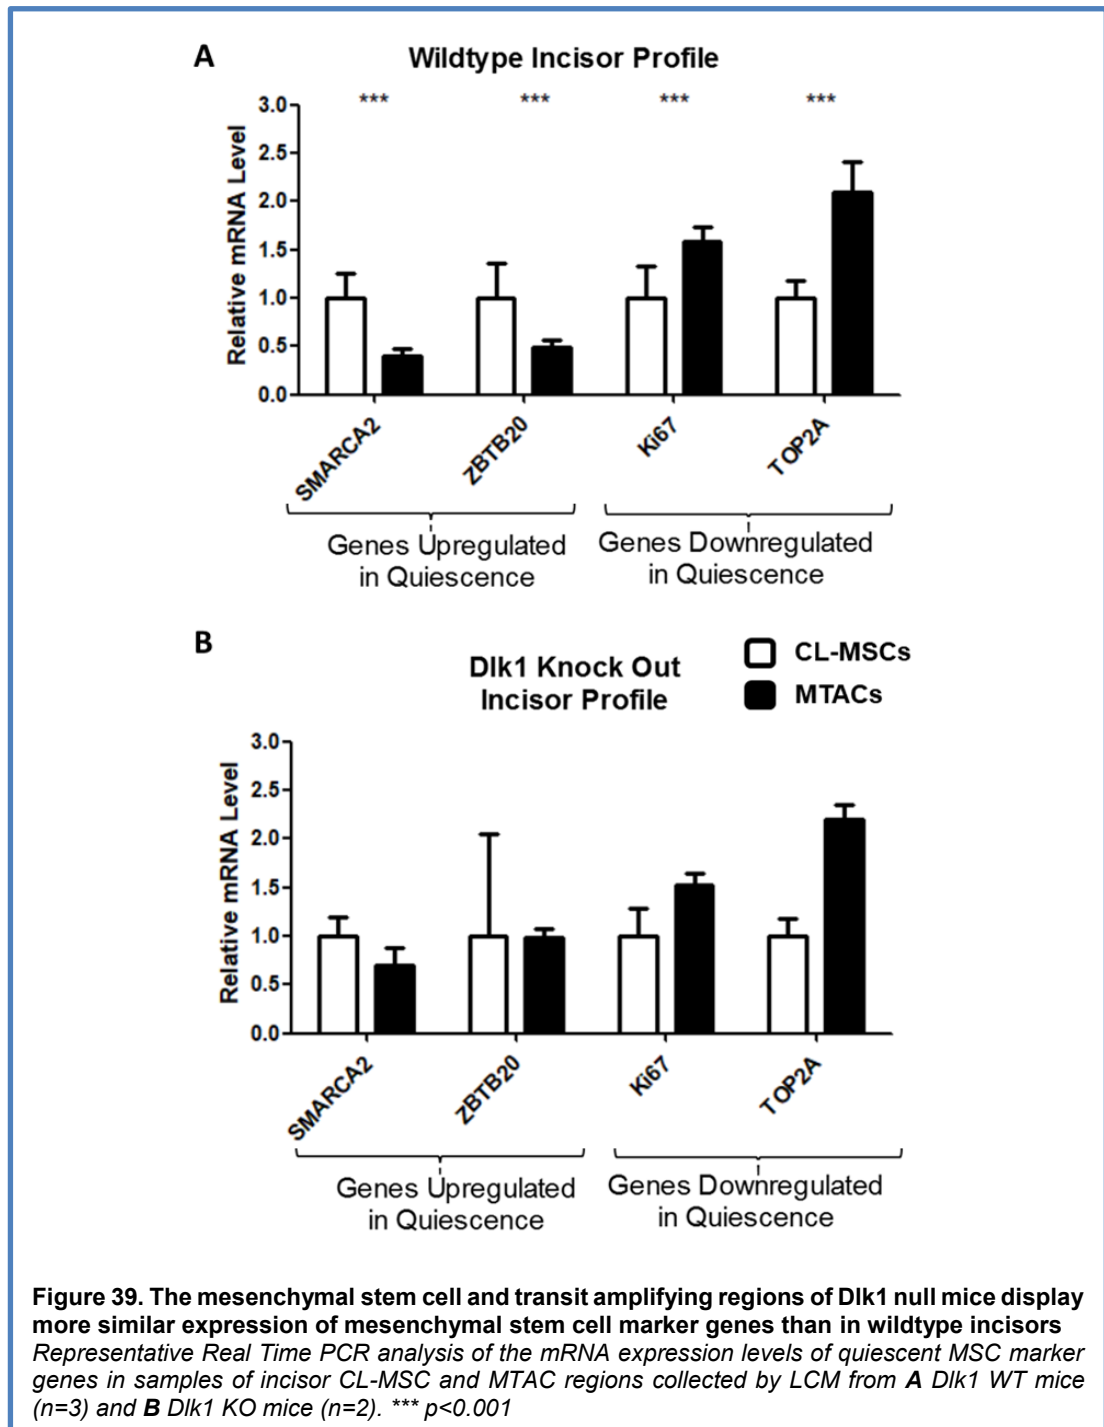 A
Wildtype Incisor Profile
*** *** *** ***
3.0
2.5
2.0
1.5
1.0
0.5
0.0
Relative mRNA Level
SMARCA2
ZBTB20
Ki67
TOP2A
Genes Upregulated
in Quiescence
Genes Downregulated
in Quiescence
B
Dlk1 Knock Out
Incisor Profile
CL-MSCs
MTACs
3.0
2.5
2.0
1.5
1.0
0.5
0.0
Relative mRNA Level
SMARCA2
ZBTB20
Ki67
TOP2A
Genes Upregulated
in Quiescence
Genes Downregulated
in Quiescence
Figure 39. The mesenchymal stem cell and transit amplifying regions of Dlk1 null mice display
more similar expression of mesenchymal stem cell marker genes than in wildtype incisors
Representative Real Time PCR analysis of the mRNA expression levels of quiescent MSC marker
genes in samples of incisor CL-MSC and MTAC regions collected by LCM from A Dlk1 WT mice
(n=3) and B Dlk1 KO mice (n=2). *** p<0.001